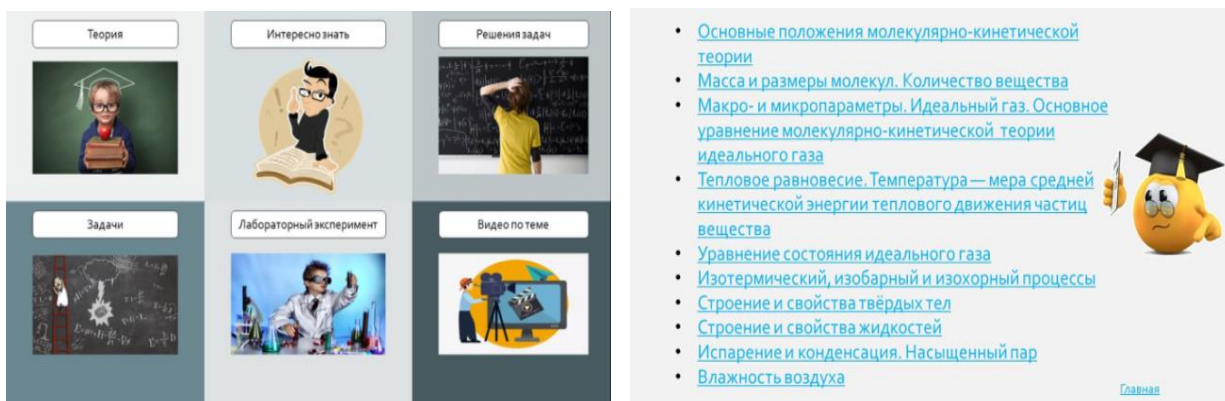 Теория
Интересно знать
Решения задач
Задачи
Лабораторный эксперимент
Видео по теме
• Основные положения молекулярно-кинетической
теории
• Масса и размеры молекул. Количество вещества
• Макро- и микропараметры. Идеальный газ. Основное
уравнение молекулярно-кинетической теории
идеального газа
• Тепловое равновесие. Температура — мера средней
кинетической энергии теплового движения частиц
вещества
• Уравнение состояния идеального газа
• Изотермический, изобарный и изохорный процессы
• Строение и свойства твёрдых тел
• Строение и свойства жидкостей
• Испарение и конденсация. Насыщенный пар
• Влажность воздуха
Главная